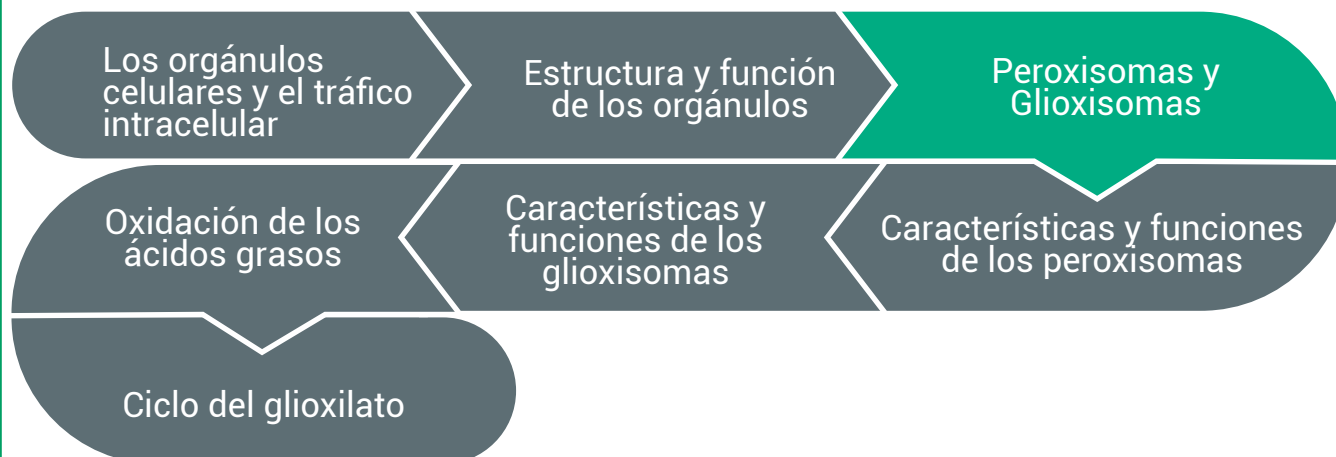 Los orgánulos
celulares y el tráfico
intracelular
Estructura y función
de los orgánulos
Peroxisomas y
Glioxisomas
Características y funciones
de los peroxisomas
Características y
funciones de los
glioxisomas
Oxidación de los
ácidos grasos
Ciclo del glioxilato